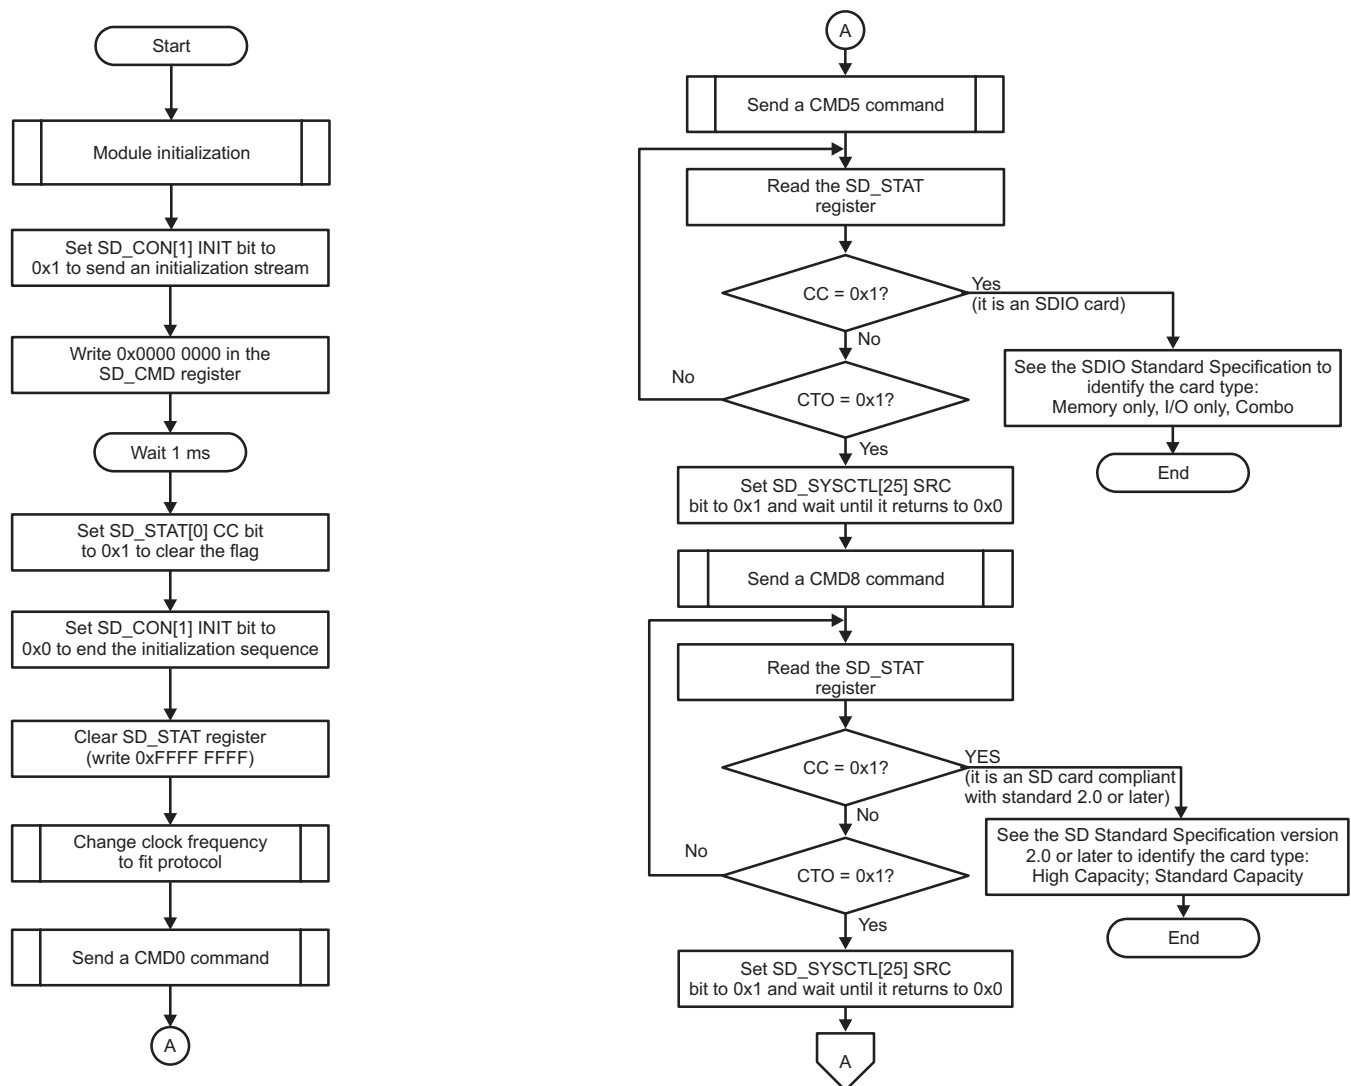 Start
Module initialization
Set SD_CON[1] INIT bit to
0x1 to send an initialization stream
Write 0x0000 0000 in the
SD_CMD register
Wait 1 ms
Set SD_STAT[0] CC bit
to 0x1 to clear the flag
Set SD_CON[1] INIT bit to
0x0 to end the initialization sequence
Clear SD_STAT register
(write 0xFFFF FFFF)
Change clock frequency
to fit protocol
Send a CMD0 command
A
A
Send a CMD5 command
Read the SD_STAT
register
CC = 0x1?
Yes
(it is an SDIO card)
No
See the SDIO Standard Specification to
identify the card type:
Memory only, I/O only, Combo
End
No
CTO = 0x1?
Yes
Set SD_SYSCTL[25] SRC
bit to 0x1 and wait until it returns to 0x0
Send a CMD8 command
Read the SD_STAT
register
CC = 0x1?
YES
(it is an SD card compliant
with standard 2.0 or later)
No
See the SD Standard Specification version
2.0 or later to identify the card type:
High Capacity; Standard Capacity
End
No
CTO = 0x1?
Yes
Set SD_SYSCTL[25] SRC
bit to 0x1 and wait until it returns to 0x0
A